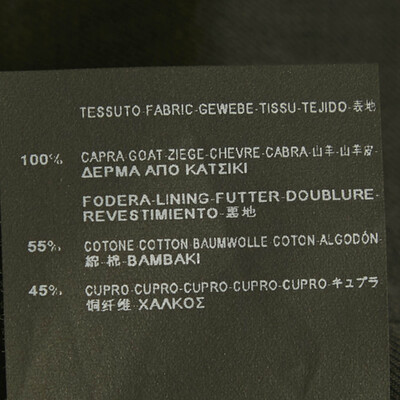 TESSUTO-FABRIC-GEWEBE-TISSU-TEJIDO-表地
100% CAPRA GOAT-ZIEGE-CHEVRE-CABRA-山羊-山羊皮-
ΔΕΡΜΑ ΑΠΟ ΚΑΤΣΙΚΙ
FODERA-LINING-FUTTER-DOUBLURE-
REVESTIMIENTO-裏地
55% COTONE COTTON BAUMWOLLE COTON-ALGODÓN-
綿-棉-ΒΑΜΒΑΚΙ
45% CUPRO-CUPRO-CUPRO-CUPRO-CUPRO-キュプラ
铜纤维-ΧΑΛΚΟΣ